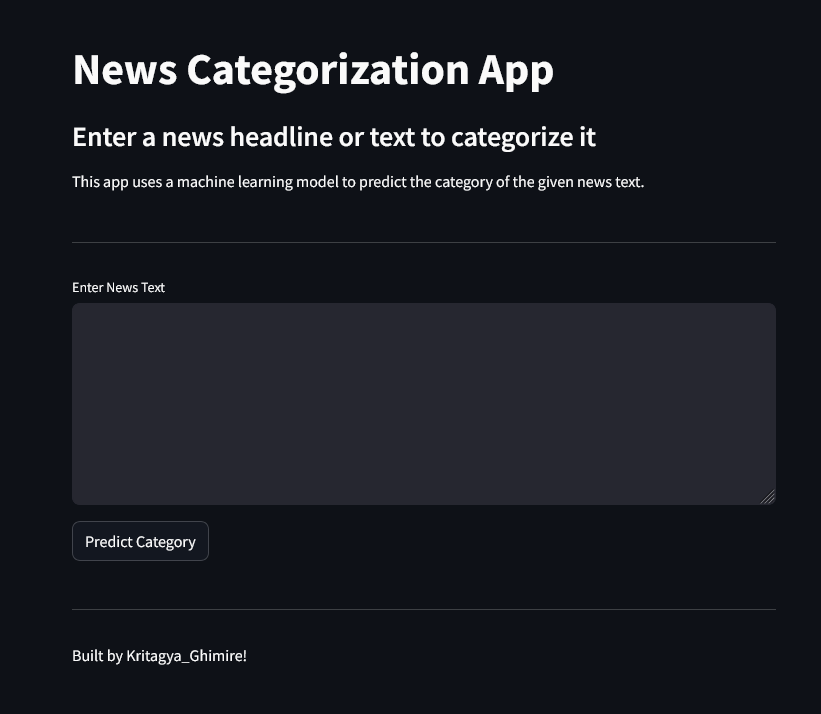 News Categorization App
Enter a news headline or text to categorize it
This app uses a machine learning model to predict the category of the given news text.
Enter News Text
Predict Category
Built by Kritagya_Ghimire!